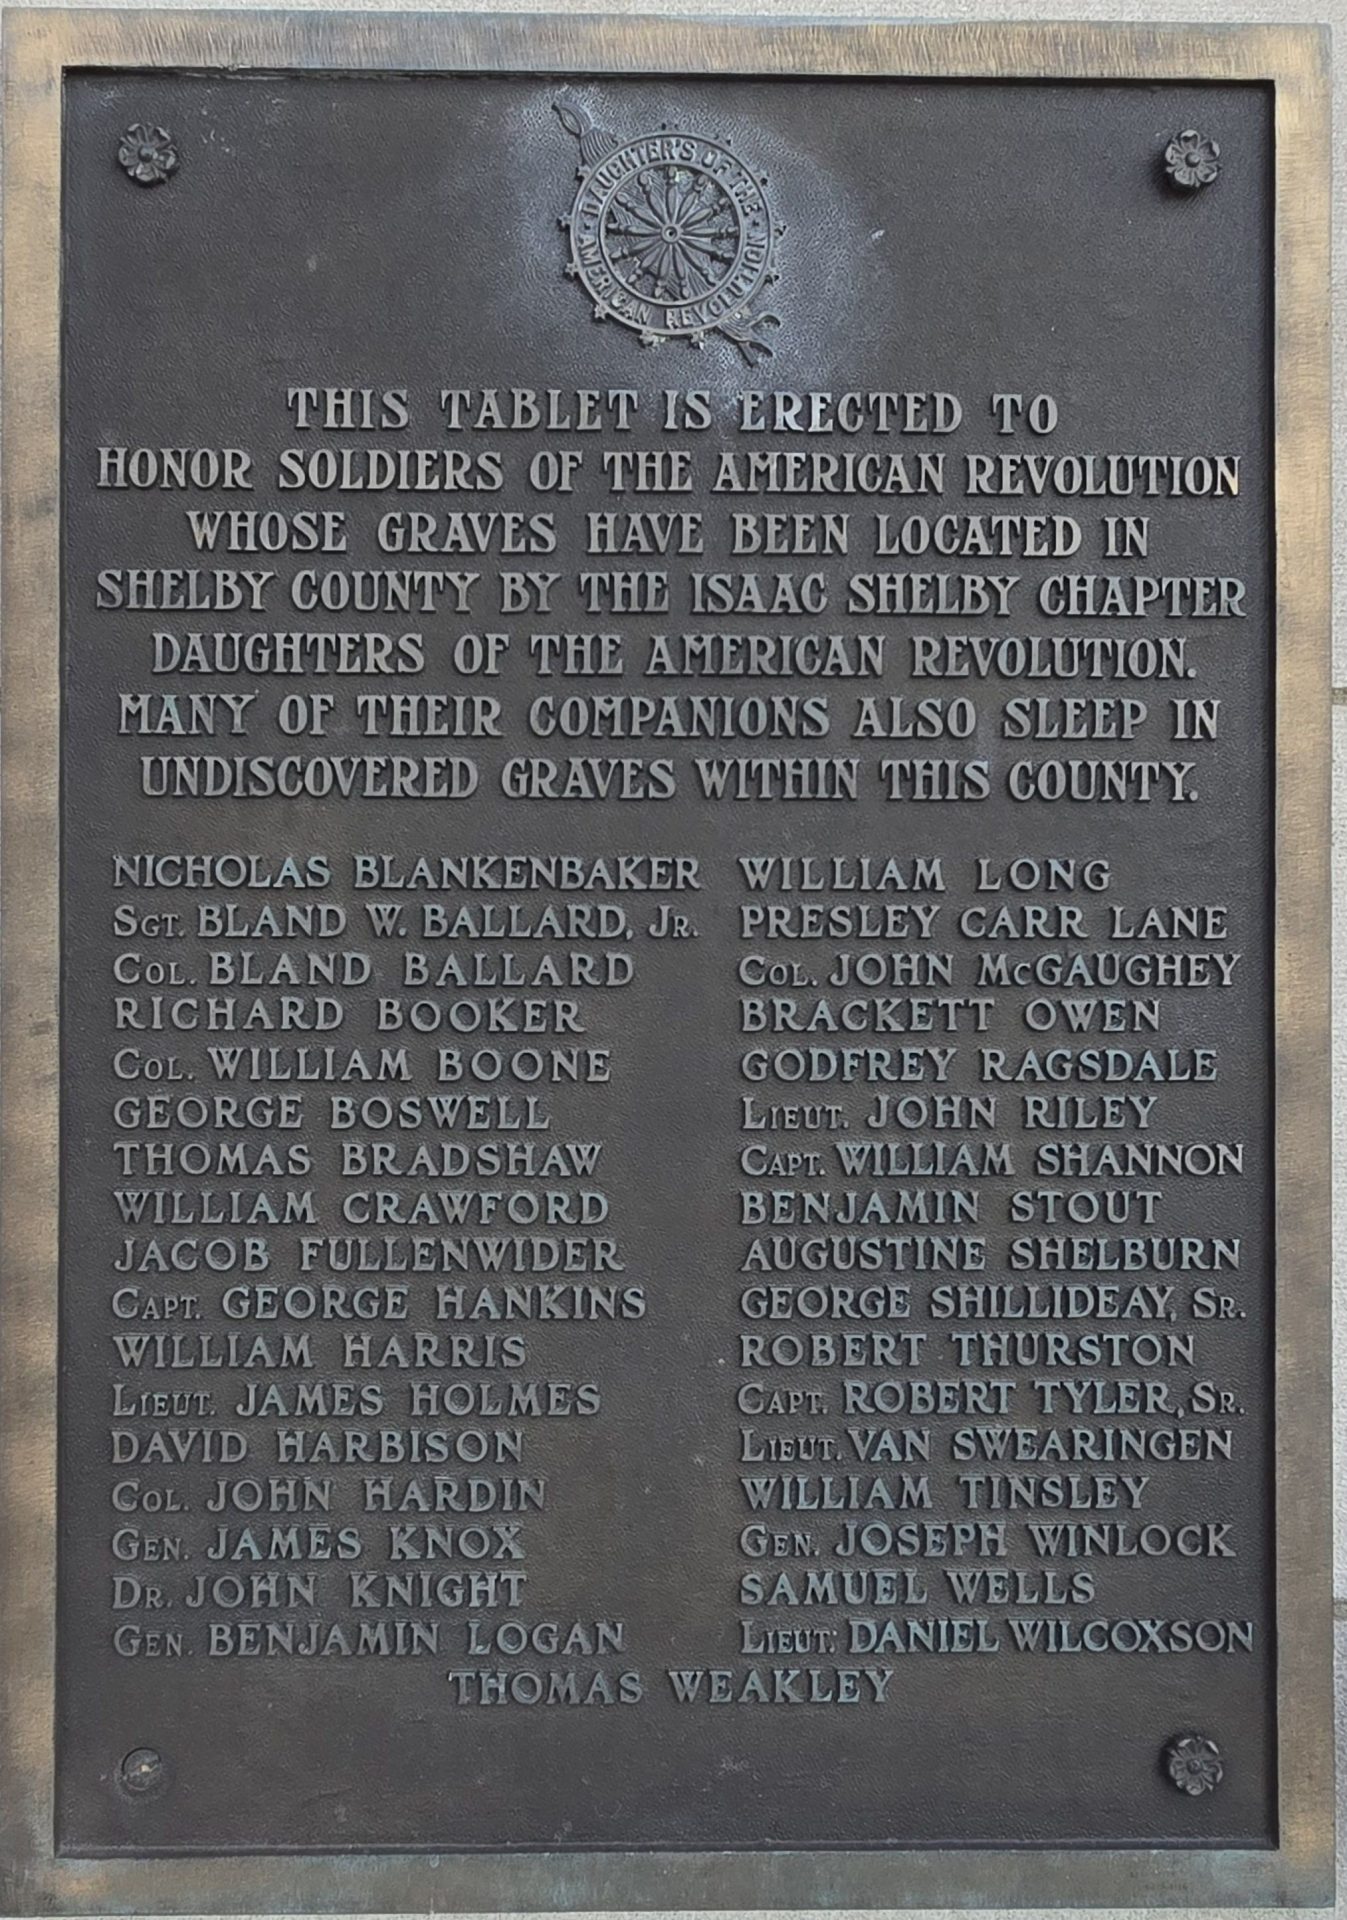 DAUGHTER'S OF THE
AMERICAN REVOLUTION
THIS TABLET IS ERECTED TO
HONOR SOLDIERS OF THE AMERICAN REVOLUTION
WHOSE GRAVES HAVE BEEN LOCATED IN
SHELBY COUNTY BY THE ISAAC SHELBY CHAPTER
DAUGHTERS OF THE AMERICAN REVOLUTION.
MANY OF THEIR COMPANIONS ALSO SLEEP IN
UNDISCOVERED GRAVES WITHIN THIS COUNTY.
NICHOLAS BLANKENBAKER
SGT. BLAND W. BALLARD, JR.
COL. BLAND BALLARD
RICHARD BOOKER
COL. WILLIAM BOONE
GEORGE BOSWELL
THOMAS BRADSHAW
WILLIAM CRAWFORD
JACOB FULLENWIDER
CAPT. GEORGE HANKINS
WILLIAM HARRIS
LIEUT. JAMES HOLMES
DAVID HARBISON
COL. JOHN HARDIN
GEN. JAMES KNOX
DR. JOHN KNIGHT
GEN. BENJAMIN LOGAN
WILLIAM LONG
PRESLEY CARR LANE
COL. JOHN McGAUGHEY
BRACKETT OWEN
GODFREY RAGSDALE
LIEUT. JOHN RILEY
CAPT. WILLIAM SHANNON
BENJAMIN STOUT
AUGUSTINE SHELBURN
GEORGE SHILLIDEAY, SR.
ROBERT THURSTON
CAPT. ROBERT TYLER, SR.
LIEUT. VAN SWEARINGEN
WILLIAM TINSLEY
GEN. JOSEPH WINLOCK
SAMUEL WELLS
LIEUT. DANIEL WILCOXSON
THOMAS WEAKLEY